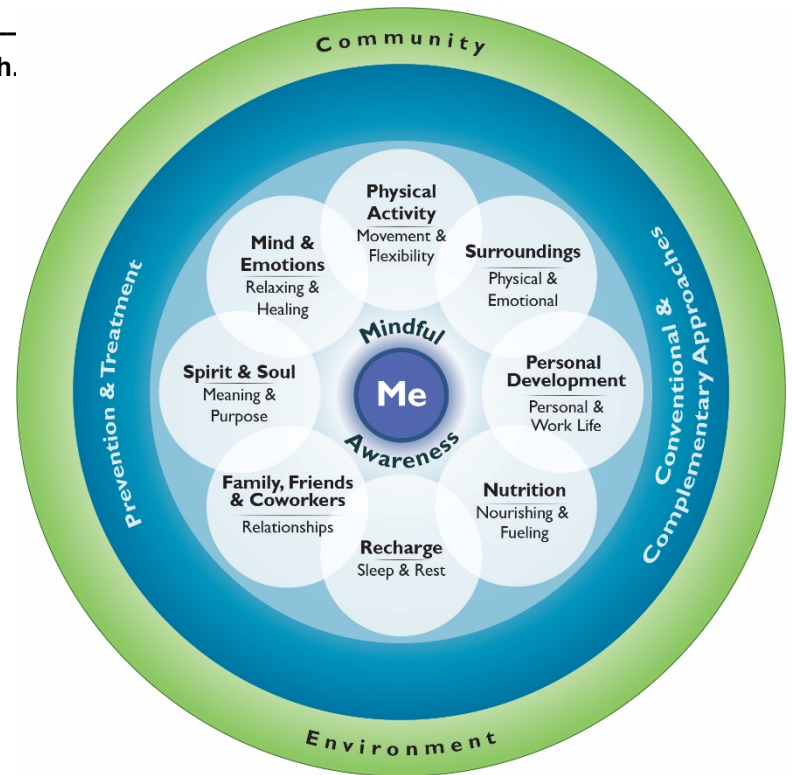 h.
Community
Prevention & Treatment
Conventional &
Complementary Approaches
Physical
Activity
Movement &
Flexibility
Surroundings
Physical &
Emotional
Personal
Development
Personal &
Work Life
Nutrition
Nourishing &
Fueling
Recharge
Sleep & Rest
Family, Friends
& Coworkers
Relationships
Spirit & Soul
Meaning &
Purpose
Mind &
Emotions
Relaxing &
Healing
Mindful
Me
Awareness
Environment